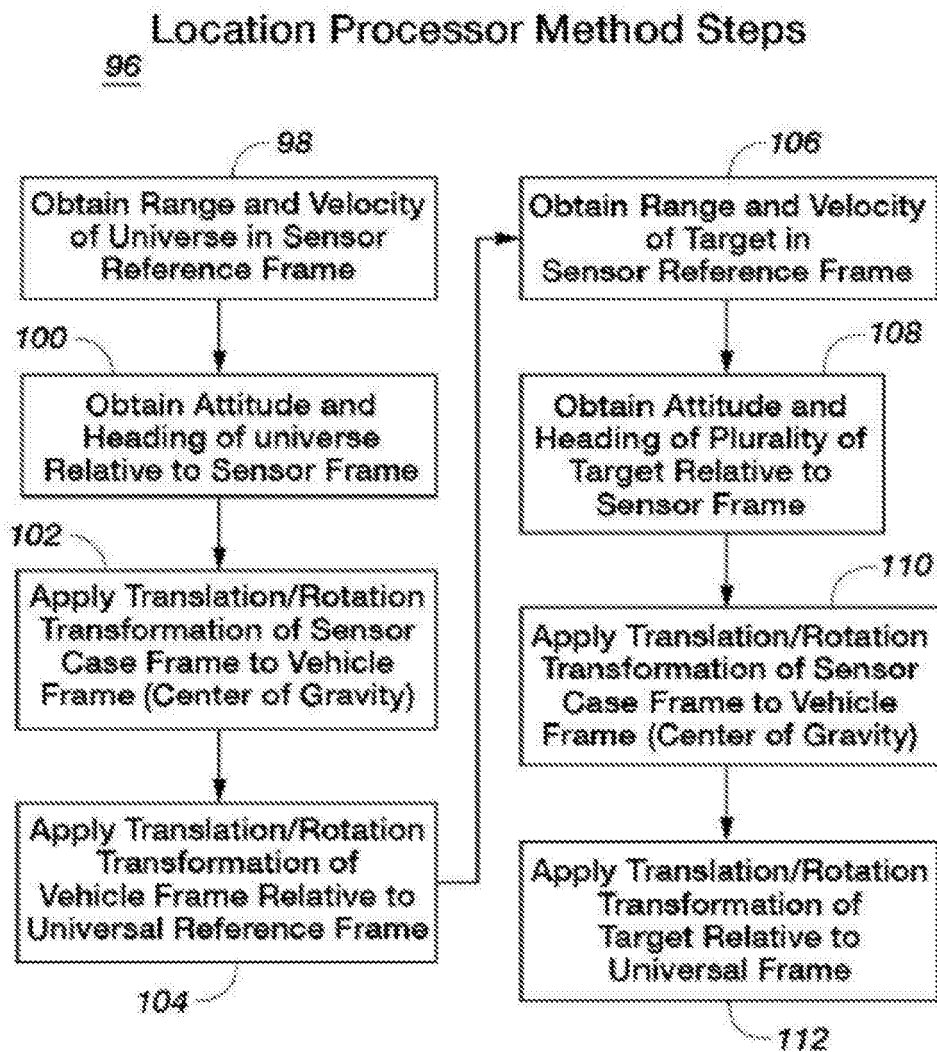 Location Processor Method Steps
96
98
Obtain Range and Velocity
of Universe in Sensor
Reference Frame
100
Obtain Attitude and
Heading of universe
Relative to Sensor Frame
102
Apply Translation/Rotation
Transformation of Sensor
Case Frame to Vehicle
Frame (Center of Gravity)
Apply Translation/Rotation
Transformation of
Vehicle Frame Relative to
Universal Reference Frame
104
106
Obtain Range and Velocity
of Target in
Sensor Reference Frame
108
Obtain Attitude and
Heading of Plurality of
Target Relative to
Sensor Frame
110
Apply Translation/Rotation
Transformation of Sensor
Case Frame to Vehicle
Frame (Center of Gravity)
Apply Translation/Rotation
Transformation of
Target Relative to
Universal Frame
112